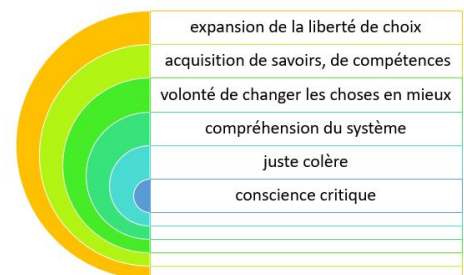 expansion de la liberté de choix
acquisition de savoirs, de compétences
volonté de changer les choses en mieux
compréhension du système
juste colère
conscience critique